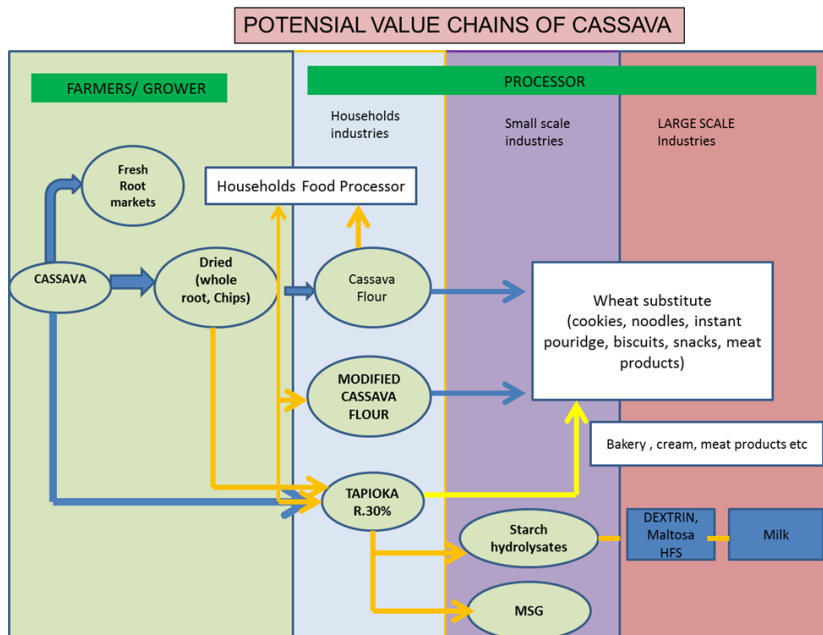 POTENSIAL VALUE CHAINS OF CASSAVA
FARMERS/ GROWER
PROCESSOR
Households
industries
Small scale
industries
LARGE SCALE
Industries
Fresh
Root
markets
Households Food Processor
CASSAVA
Dried
(whole
root, Chips)
Cassava
Flour
Wheat substitute
(cookies, noodles, instant
pouridge, biscuits, snacks, meat
products)
MODIFIED
CASSAVA
FLOUR
Bakery , cream, meat products etc
TAPIOKA
R.30%
Starch
hydrolysates
DEXTRIN,
Maltosa
HFS
Milk
MSG